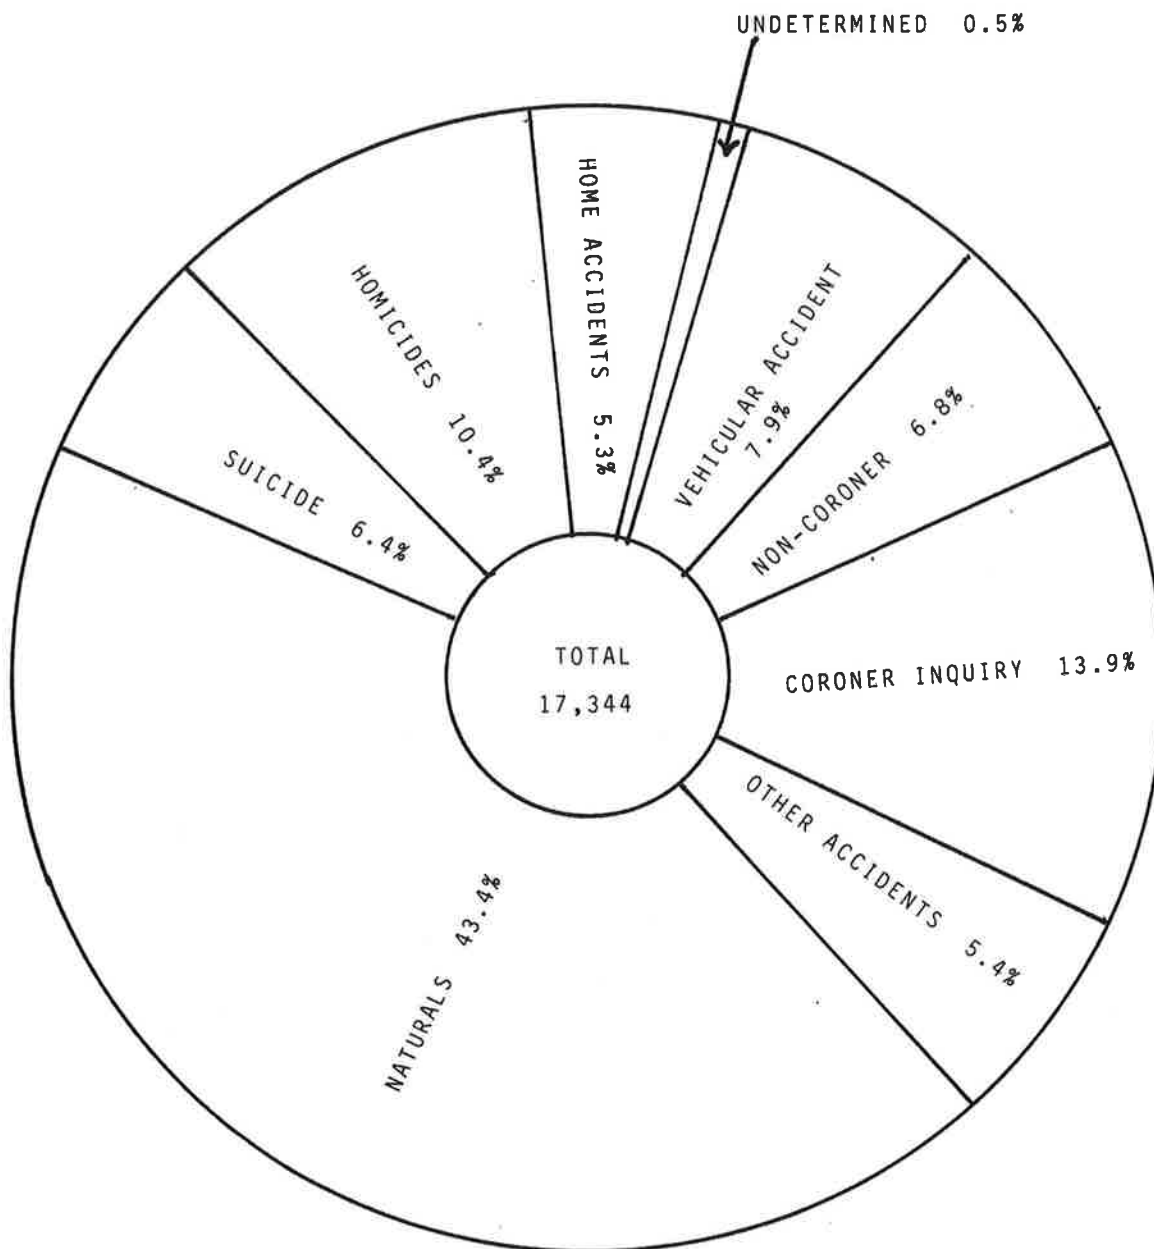 UNDETERMINED 0.5%
HOME ACCIDENTS 5.3%
VEHICULAR ACCIDENT
7.9%
NON-CORONER 6.8%
CORONER INQUIRY 13.9%
OTHER ACCIDENTS 5.4%
NATURALS 43.4%
SUICIDE 6.4%
HOMICIDES 10.4%
TOTAL
17,344